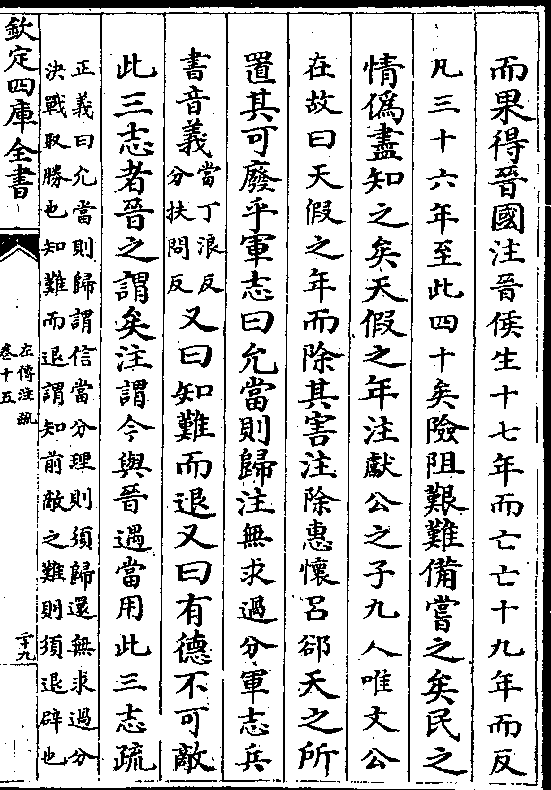 而果得晉國注晉侯生十七年而亡亡十九年而反
凡三十六年至此四十矣險阻艱難備嘗之矣民之
情偽盡知之矣天假之年注獻公之子九人唯文公
在故曰天假之年而除其害注除惠懷呂郤天之所
置其可廢乎軍志曰允當則歸注無求過分軍志兵
書音義當丁浪反
分扶問反
又曰知難而退又曰有德不可敵
此三志者晉之謂矣注謂今與晉遇當用此三志疏
正義曰允當則歸謂信當分理則須歸還無求過分
決戰取勝也知難而退謂知前敵之難則須退辟也
欽定四庫全書
左傳注疏
卷十五